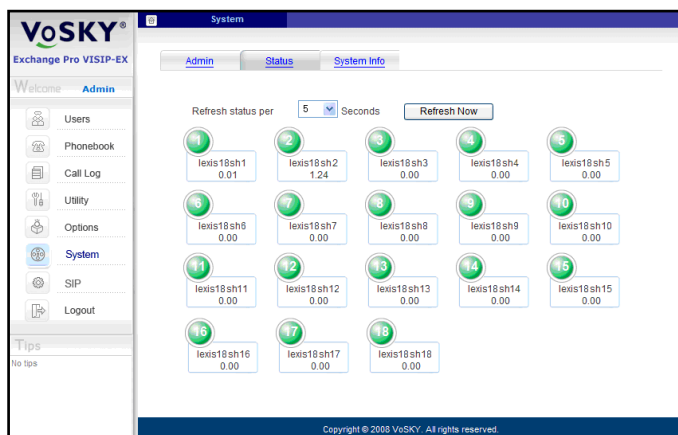 VoSKY®
Exchange Pro VISIP-EX
Welcome Admin
Users
Phonebook
Call Log
Utility
Options
System
SIP
Logout
Tips
No tips
System
Admin
Status
System Info
Refresh status per 5 Seconds Refresh Now
1 2 3 4 5
lexis18sh1 lexis18sh2 lexis18sh3 lexis18sh4 lexis18sh5
0.01 1.24 0.00 0.00 0.00
6 7 8 9 10
lexis18sh6 lexis18sh7 lexis18sh8 lexis18sh9 lexis18sh10
0.00 0.00 0.00 0.00 0.00
11 12 13 14 15
lexis18sh11 lexis18sh12 lexis18sh13 lexis18sh14 lexis18sh15
0.00 0.00 0.00 0.00 0.00
16 17 18
lexis18sh16 lexis18sh17 lexis18sh18
0.00 0.00 0.00
Copyright © 2008 VoSKY. All rights reserved.